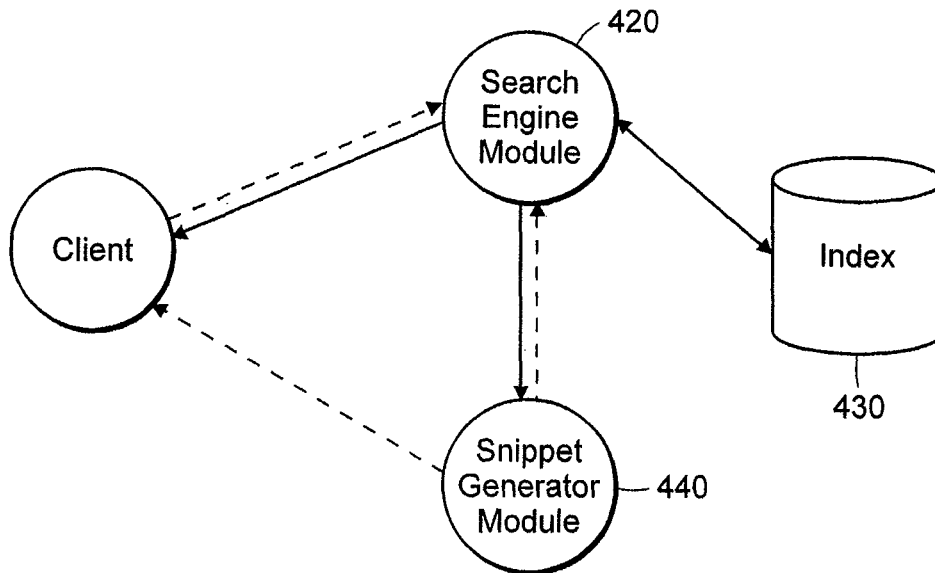 420
Search
Engine
Module
Client
Index
430
Snippet
Generator
Module
440